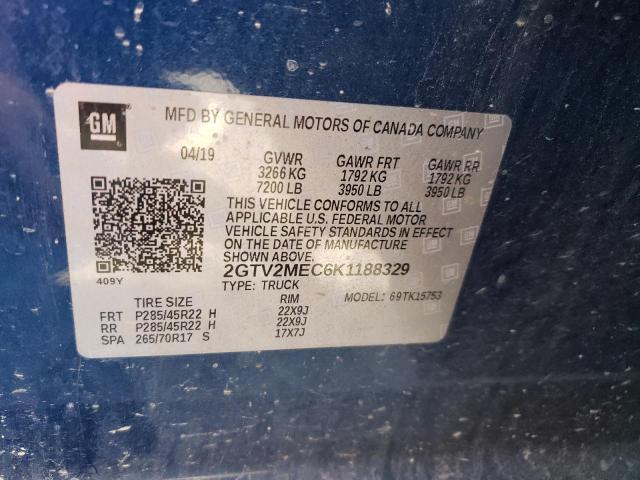 GM
MFD BY GENERAL MOTORS OF CANADA COMPANY
04/19 GVWR GAWR FRT GAWR RR
3266 KG 1792 KG 1792 KG
7200 LB 3950 LB 3950 LB
THIS VEHICLE CONFORMS TO ALL
APPLICABLE U.S. FEDERAL MOTOR
VEHICLE SAFETY STANDARDS IN EFFECT
ON THE DATE OF MANUFACTURE
SHOWN ABOVE.
2GTV2MEC6K1188329
409Y
TYPE: TRUCK MODEL: 69TK15753
TIRE SIZE RIM
FRT P285/45R22 H 22X9J
RR P285/45R22 H 22X9J
SPA 265/70R17 S 17X7J